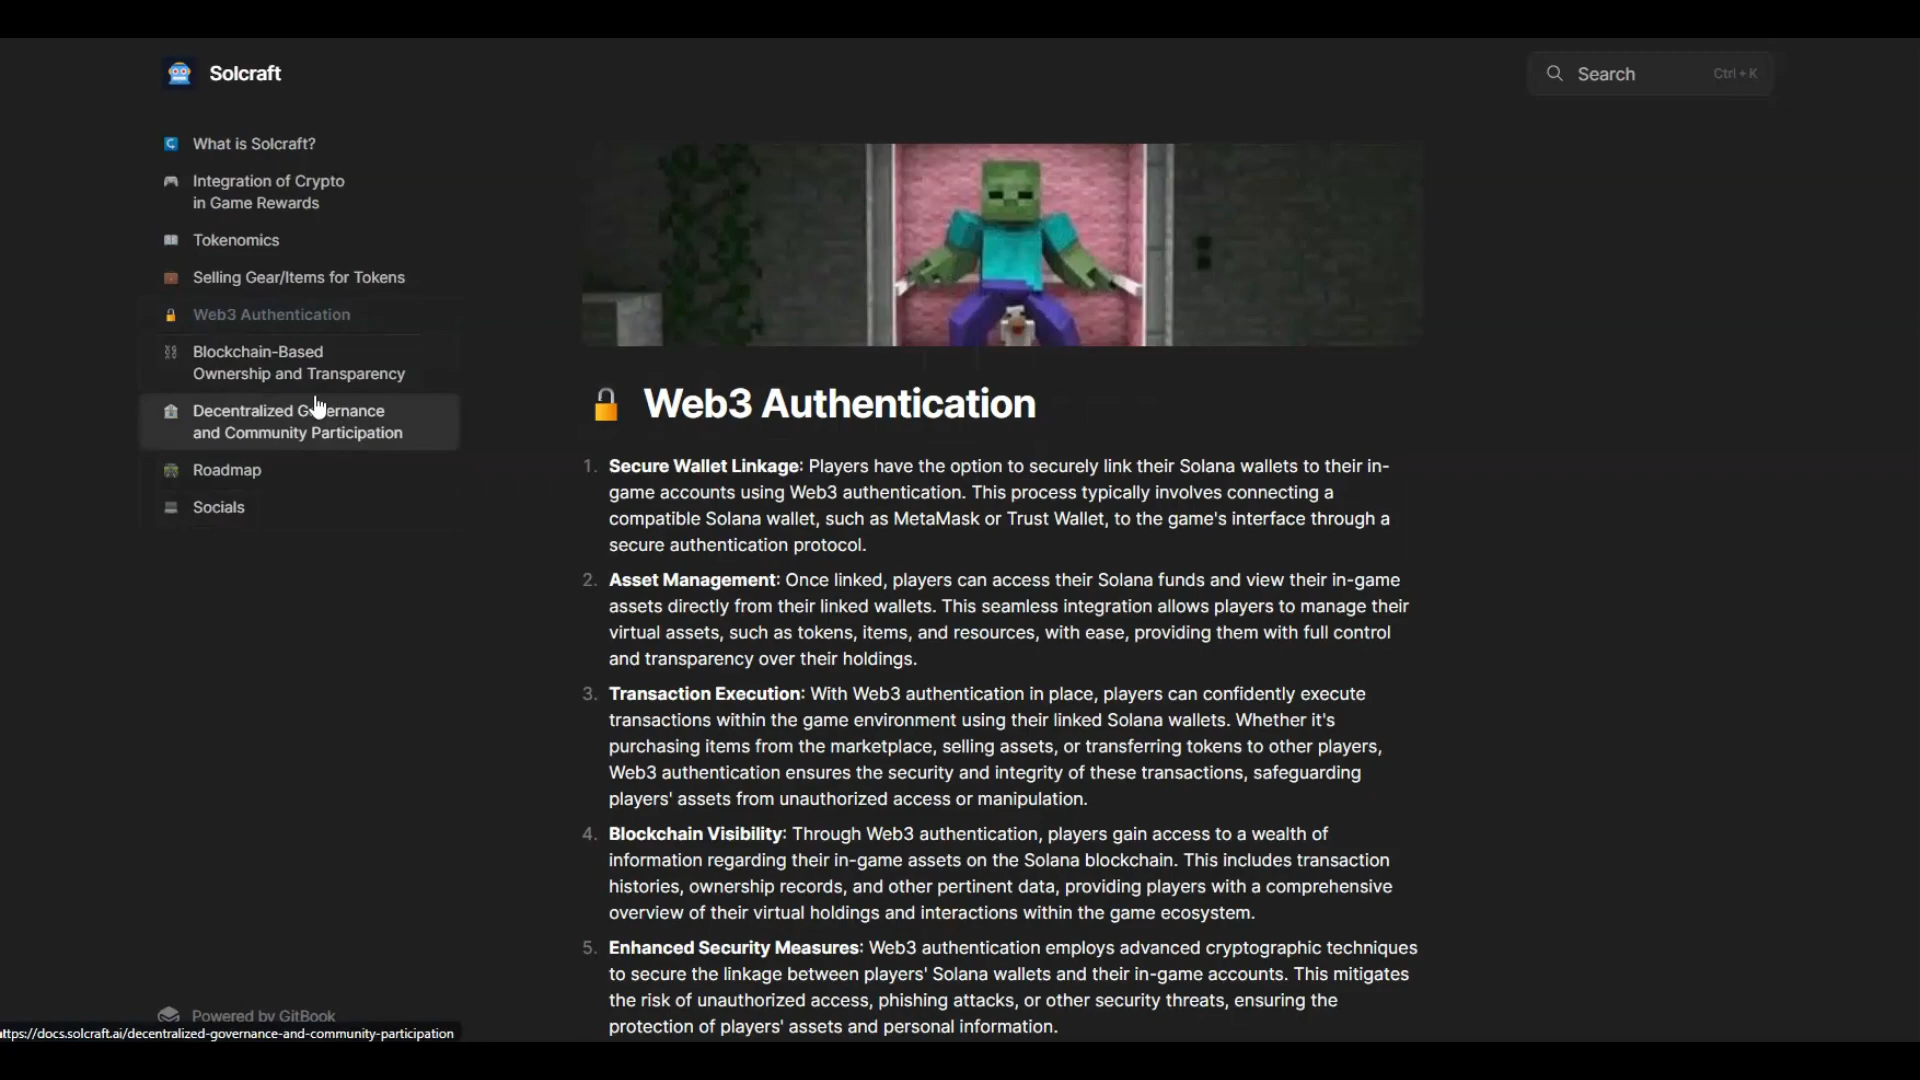 Solcraft
Search
Ctrl + K
What is Solcraft?
Integration of Crypto
in Game Rewards
Tokenomics
Selling Gear/Items for Tokens
Web3 Authentication
Blockchain-Based
Ownership and Transparency
Decentralized Governance
and Community Participation
Roadmap
Socials
Web3 Authentication
1. Secure Wallet Linkage: Players have the option to securely link their Solana wallets to their in-
game accounts using Web3 authentication. This process typically involves connecting a
compatible Solana wallet, such as MetaMask or Trust Wallet, to the game's interface through a
secure authentication protocol.
2. Asset Management: Once linked, players can access their Solana funds and view their in-game
assets directly from their linked wallets. This seamless integration allows players to manage their
virtual assets, such as tokens, items, and resources, with ease, providing them with full control
and transparency over their holdings.
3. Transaction Execution: With Web3 authentication in place, players can confidently execute
transactions within the game environment using their linked Solana wallets. Whether it's
purchasing items from the marketplace, selling assets, or transferring tokens to other players,
Web3 authentication ensures the security and integrity of these transactions, safeguarding
players' assets from unauthorized access or manipulation.
4. Blockchain Visibility: Through Web3 authentication, players gain access to a wealth of
information regarding their in-game assets on the Solana blockchain. This includes transaction
histories, ownership records, and other pertinent data, providing players with a comprehensive
overview of their virtual holdings and interactions within the game ecosystem.
5. Enhanced Security Measures: Web3 authentication employs advanced cryptographic techniques
to secure the linkage between players' Solana wallets and their in-game accounts. This mitigates
the risk of unauthorized access, phishing attacks, or other security threats, ensuring the
protection of players' assets and personal information.
Powered by GitBook
ttps://docs.solcraft.ai/decentralized-governance-and-community-participation